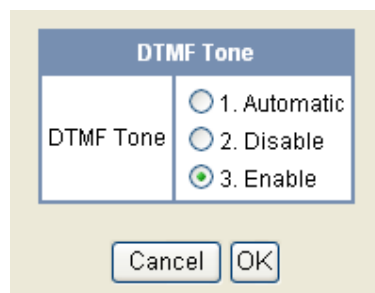 DTMF Tone
DTMF Tone
1. Automatic
2. Disable
3. Enable
Cancel OK